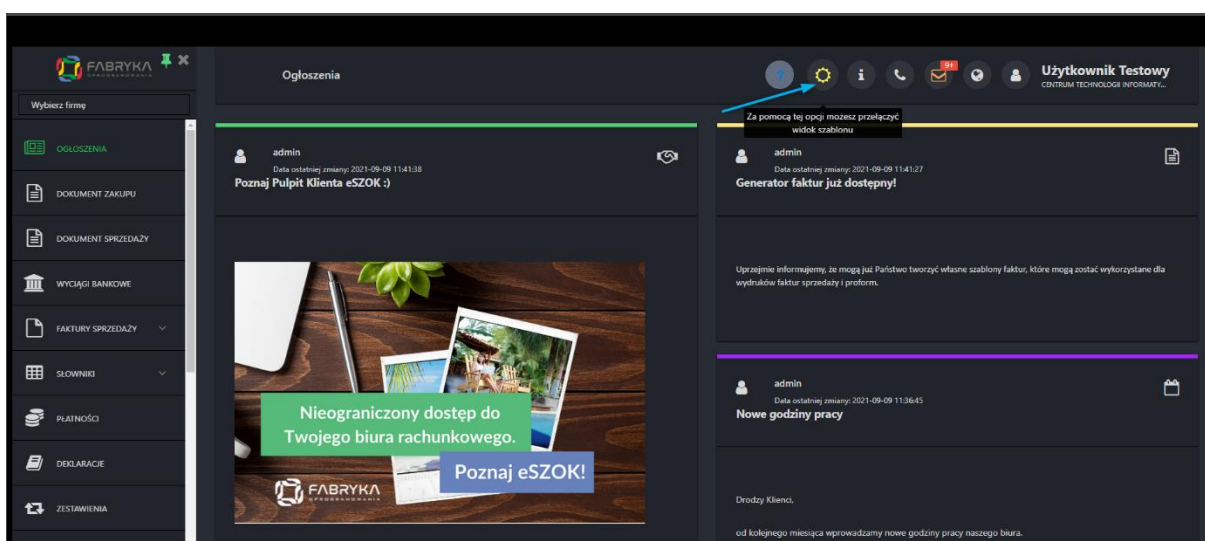 FABRYKA
OPROGRAMOWANIA
Wybierz firmę
OGŁOSZENIA
DOKUMENT ZAKUPU
DOKUMENT SPRZEDAŻY
WYCIĄGI BANKOWE
FAKTURY SPRZEDAŻY
SŁOWNIKI
PŁATNOŚCI
DEKLARACJE
ZESTAWIENIA
Ogłoszenia
?
i
9+
Użytkownik Testowy
CENTRUM TECHNOLOGII INFORMATY...
Za pomocą tej opcji możesz przełączyć
widok szablonu
admin
Data ostatniej zmiany: 2021-09-09 11:41:38
Poznaj Pulpit Klienta eSZOK :)
Nieograniczony dostęp do
Twojego biura rachunkowego.
Poznaj eSZOK!
FABRYKA
OPROGRAMOWANIA
admin
Data ostatniej zmiany: 2021-09-09 11:41:27
Generator faktur już dostępny!
Uprzejmie informujemy, że mogą już Państwo tworzyć własne szablony faktur, które mogą zostać wykorzystane dla
wydruków faktur sprzedaży i proform.
admin
Data ostatniej zmiany: 2021-09-09 11:36:45
Nowe godziny pracy
Drodzy Klienci,
od kolejnego miesiąca wprowadzamy nowe godziny pracy naszego biura.